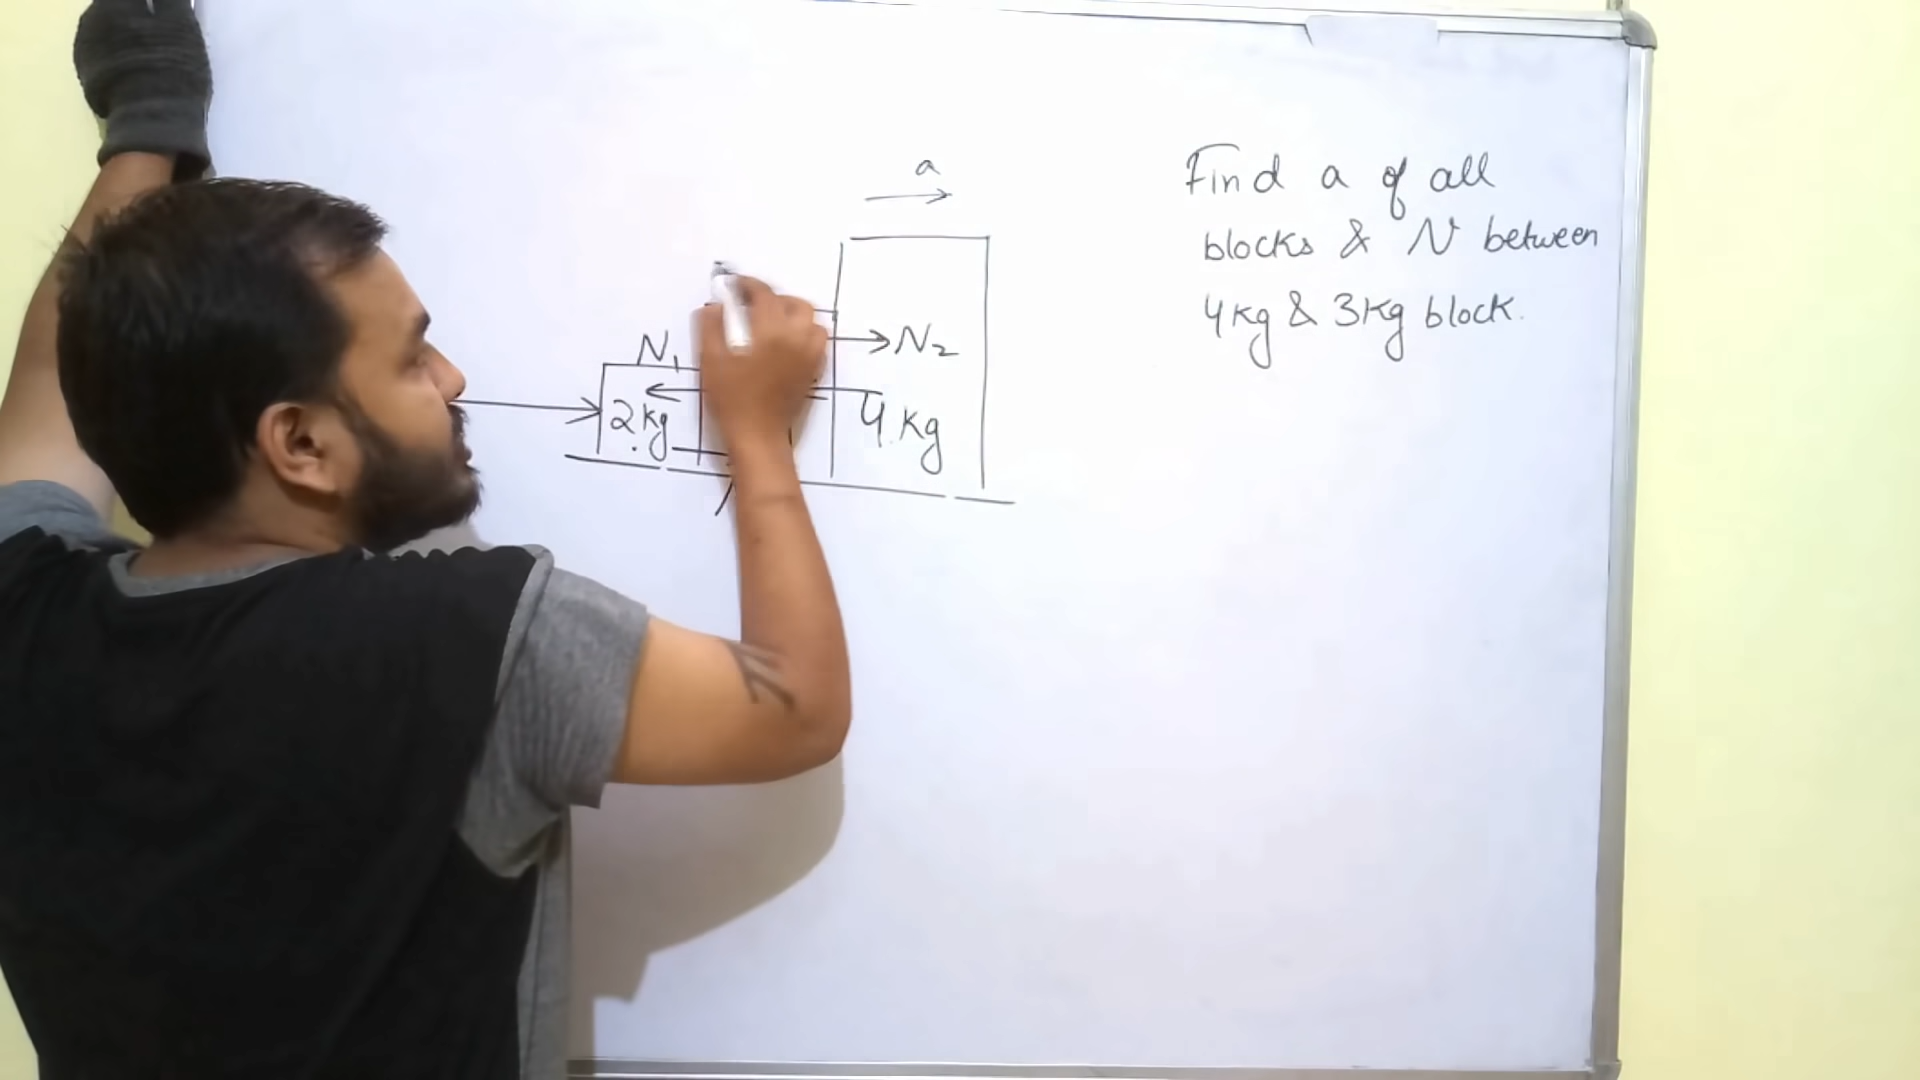 a
Find a of all
blocks & N between
4kg & 3kg block.
N₂
N₁
2kg
4kg